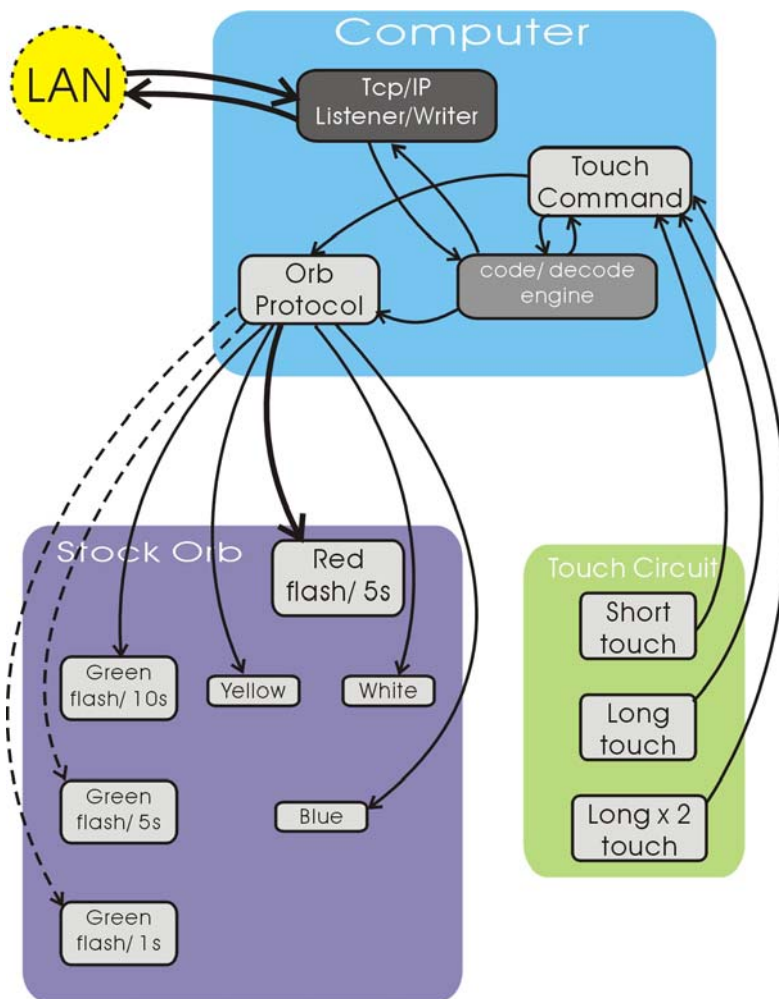 Computer
LAN
Tcp/IP
Listener/Writer
Touch
Command
Orb
Protocol
code/ decode
engine
Stock Orb
Red
flash/ 5s
Green
flash/ 10s
Yellow
White
Green
flash/ 5s
Blue
Green
flash/ 1s
Touch Circuit
Short
touch
Long
touch
Long x 2
touch